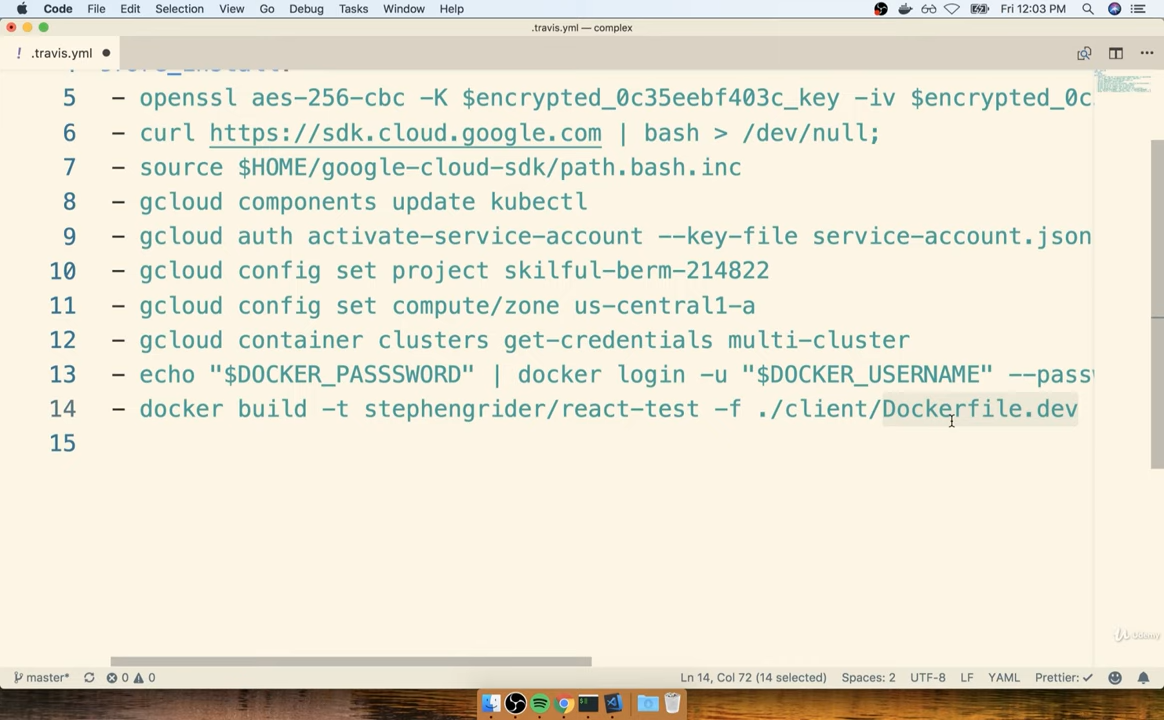 Code File Edit Selection View Go Debug Tasks Window Help Fri 12:03 PM
.travis.yml — complex
! .travis.yml
5 - openssl aes-256-cbc -K $encrypted_0c35eebf403c_key -iv $encrypted_0c
6 - curl https://sdk.cloud.google.com | bash > /dev/null;
7 - source $HOME/google-cloud-sdk/path.bash.inc
8 - gcloud components update kubectl
9 - gcloud auth activate-service-account --key-file service-account.json
10 - gcloud config set project skilful-berm-214822
11 - gcloud config set compute/zone us-central1-a
12 - gcloud container clusters get-credentials multi-cluster
13 - echo "$DOCKER_PASSSWORD" | docker login -u "$DOCKER_USERNAME" --pass
14 - docker build -t stephengrider/react-test -f ./client/Dockerfile.dev
15
Udemy
master* 0 0 Ln 14, Col 72 (14 selected) Spaces: 2 UTF-8 LF YAML Prettier: ✓